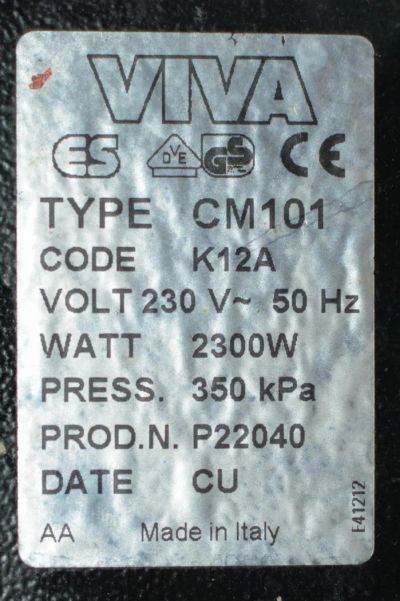 VIVA
ES DVE GS CE
TYPE CM101
CODE K12A
VOLT 230 V~ 50 Hz
WATT 2300W
PRESS. 350 kPa
PROD.N. P22040
DATE CU
AA Made in Italy
E41212